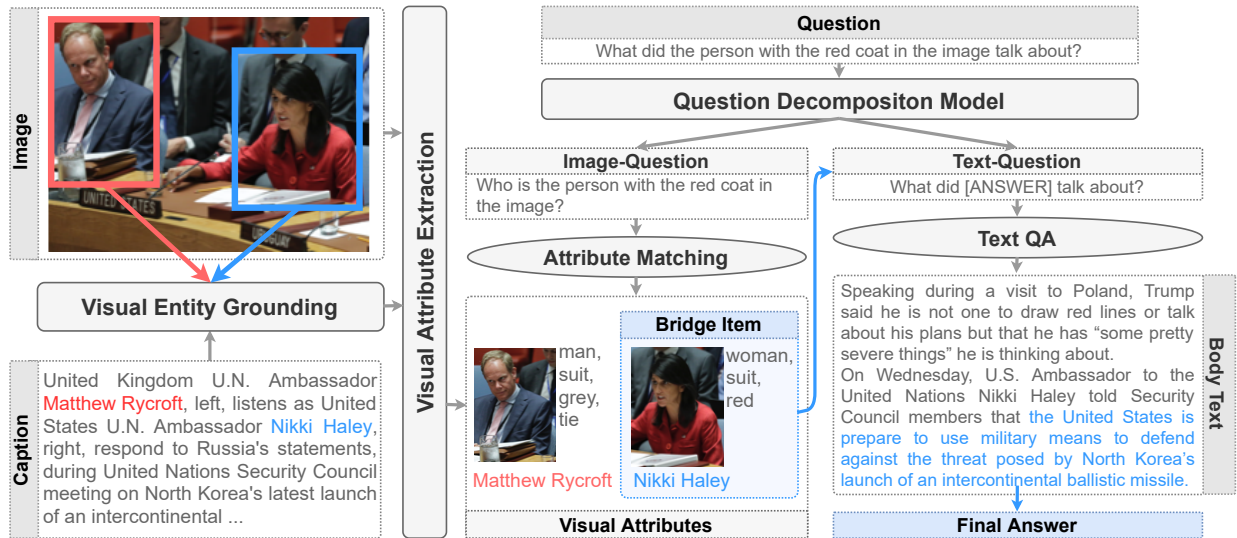 Image
UNITED STATES
URUGUAY
Visual Entity Grounding
Caption
United Kingdom U.N. Ambassador
Matthew Rycroft, left, listens as United
States U.N. Ambassador Nikki Haley,
right, respond to Russia's statements,
during United Nations Security Council
meeting on North Korea's latest launch
of an intercontinental ...
Visual Attribute Extraction
Question
What did the person with the red coat in the image talk about?
Question Decompositon Model
Image-Question
Who is the person with the red coat in
the image?
Attribute Matching
Bridge Item
man,
suit,
grey,
tie
woman,
suit,
red
Matthew Rycroft
Nikki Haley
Visual Attributes
Text-Question
What did [ANSWER] talk about?
Text QA
Speaking during a visit to Poland, Trump
said he is not one to draw red lines or talk
about his plans but that he has “some pretty
severe things” he is thinking about.
On Wednesday, U.S. Ambassador to the
United Nations Nikki Haley told Security
Council members that the United States is
prepare to use military means to defend
against the threat posed by North Korea’s
launch of an intercontinental ballistic missile.
Body Text
Final Answer